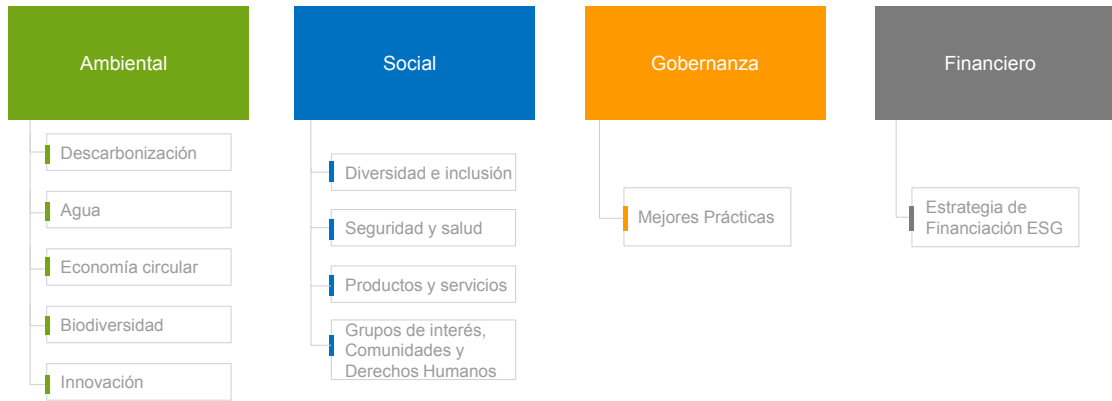 Ambiental
Descarbonización
Agua
Economía circular
Biodiversidad
Innovación
Social
Diversidad e inclusión
Seguridad y salud
Productos y servicios
Grupos de interés,
Comunidades y
Derechos Humanos
Gobernanza
Mejores Prácticas
Financiero
Estrategia de
Financiación ESG